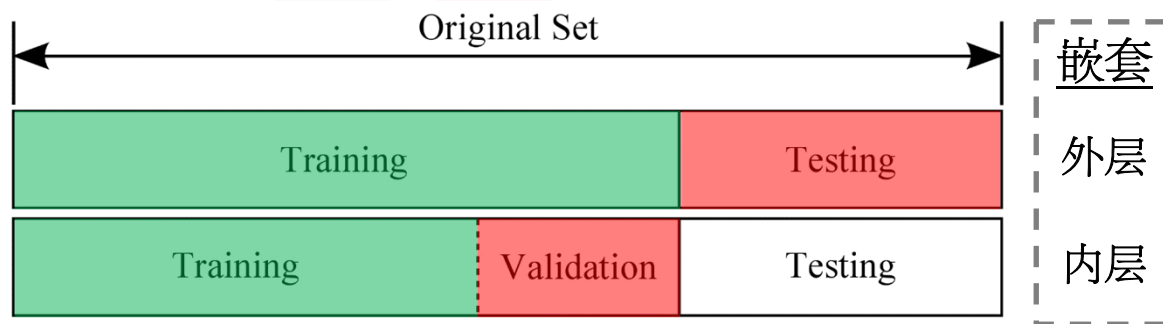 Original Set
嵌套
Training Testing 外层
Training Validation Testing 内层